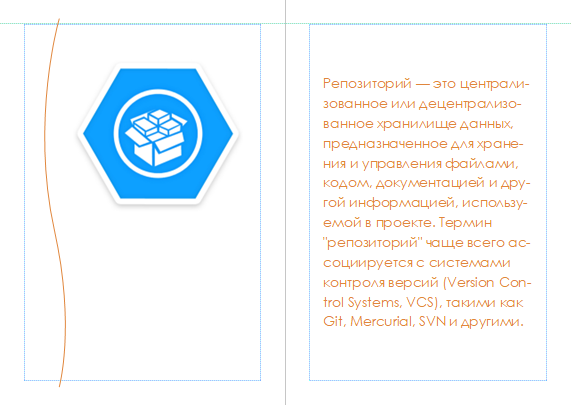 Репозиторий — это централи-
зованное или децентрализо-
ванное хранилище данных,
предназначенное для хране-
ния и управления файлами,
кодом, документацией и дру-
гой информацией, использу-
емой в проекте. Термин
"репозиторий" чаще всего ас-
социируется с системами
контроля версий (Version Con-
trol Systems, VCS), такими как
Git, Mercurial, SVN и другими.